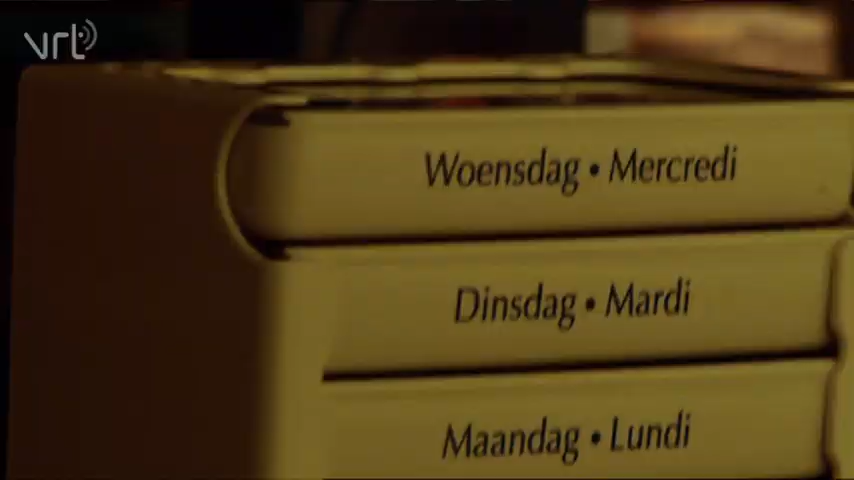 vrt
Woensdag • Mercredi
Dinsdag • Mardi
Maandag • Lundi